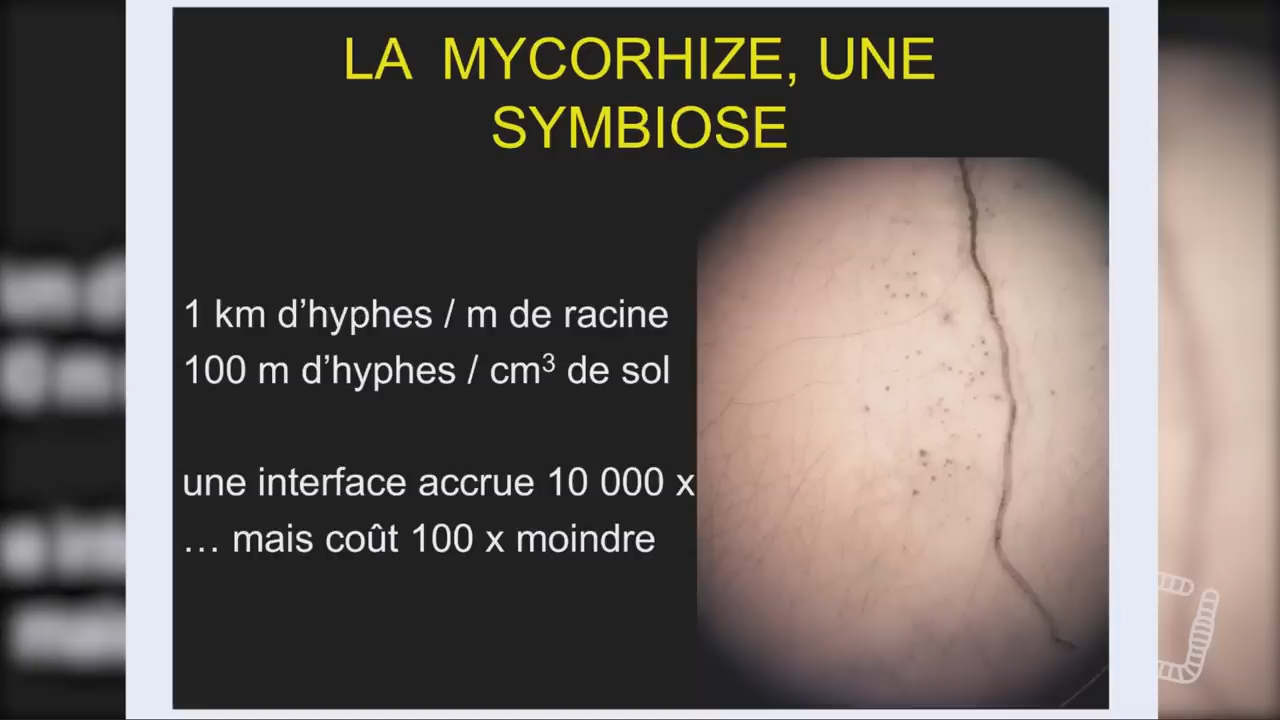 LA MYCORHIZE, UNE
SYMBIOSE
1 km d’hyphes / m de racine
100 m d’hyphes / cm³ de sol
une interface accrue 10 000 x
… mais coût 100 x moindre